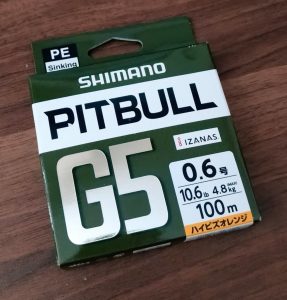 PE
Sinking
SHIMANO
PITBULL
G5
IZANAS
0.6号
10.6lb 4.8kg
MAX
100m
ハイビズオレンジ